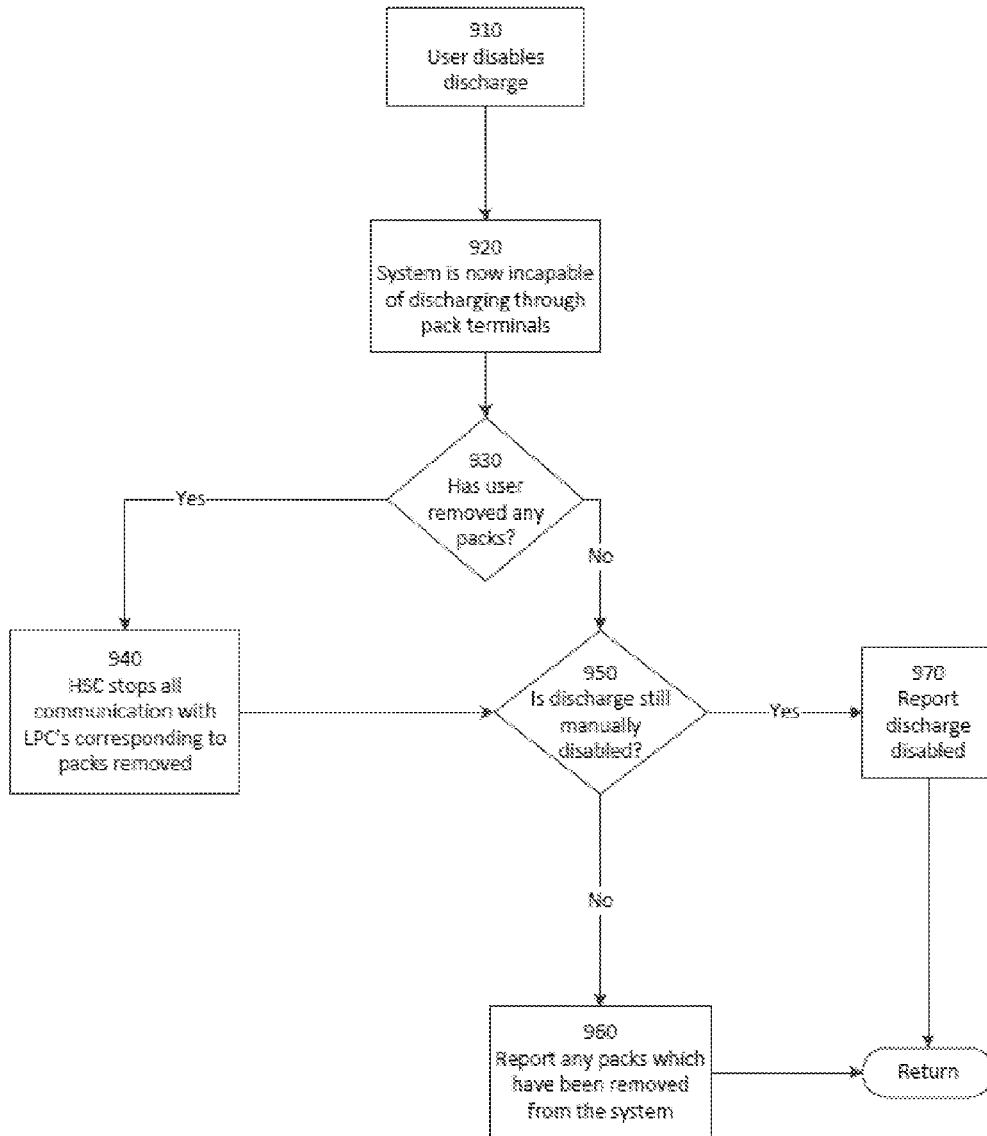 910
User disables
discharge
920
System is now incapable
of discharging through
pack terminals
930
Has user
removed any
packs?
Yes
No
940
HSC stops all
communication with
LPC's corresponding to
packs removed
950
Is discharge still
manually
disabled?
Yes
970
Report
discharge
disabled
No
960
Report any packs which
have been removed
from the system
Return